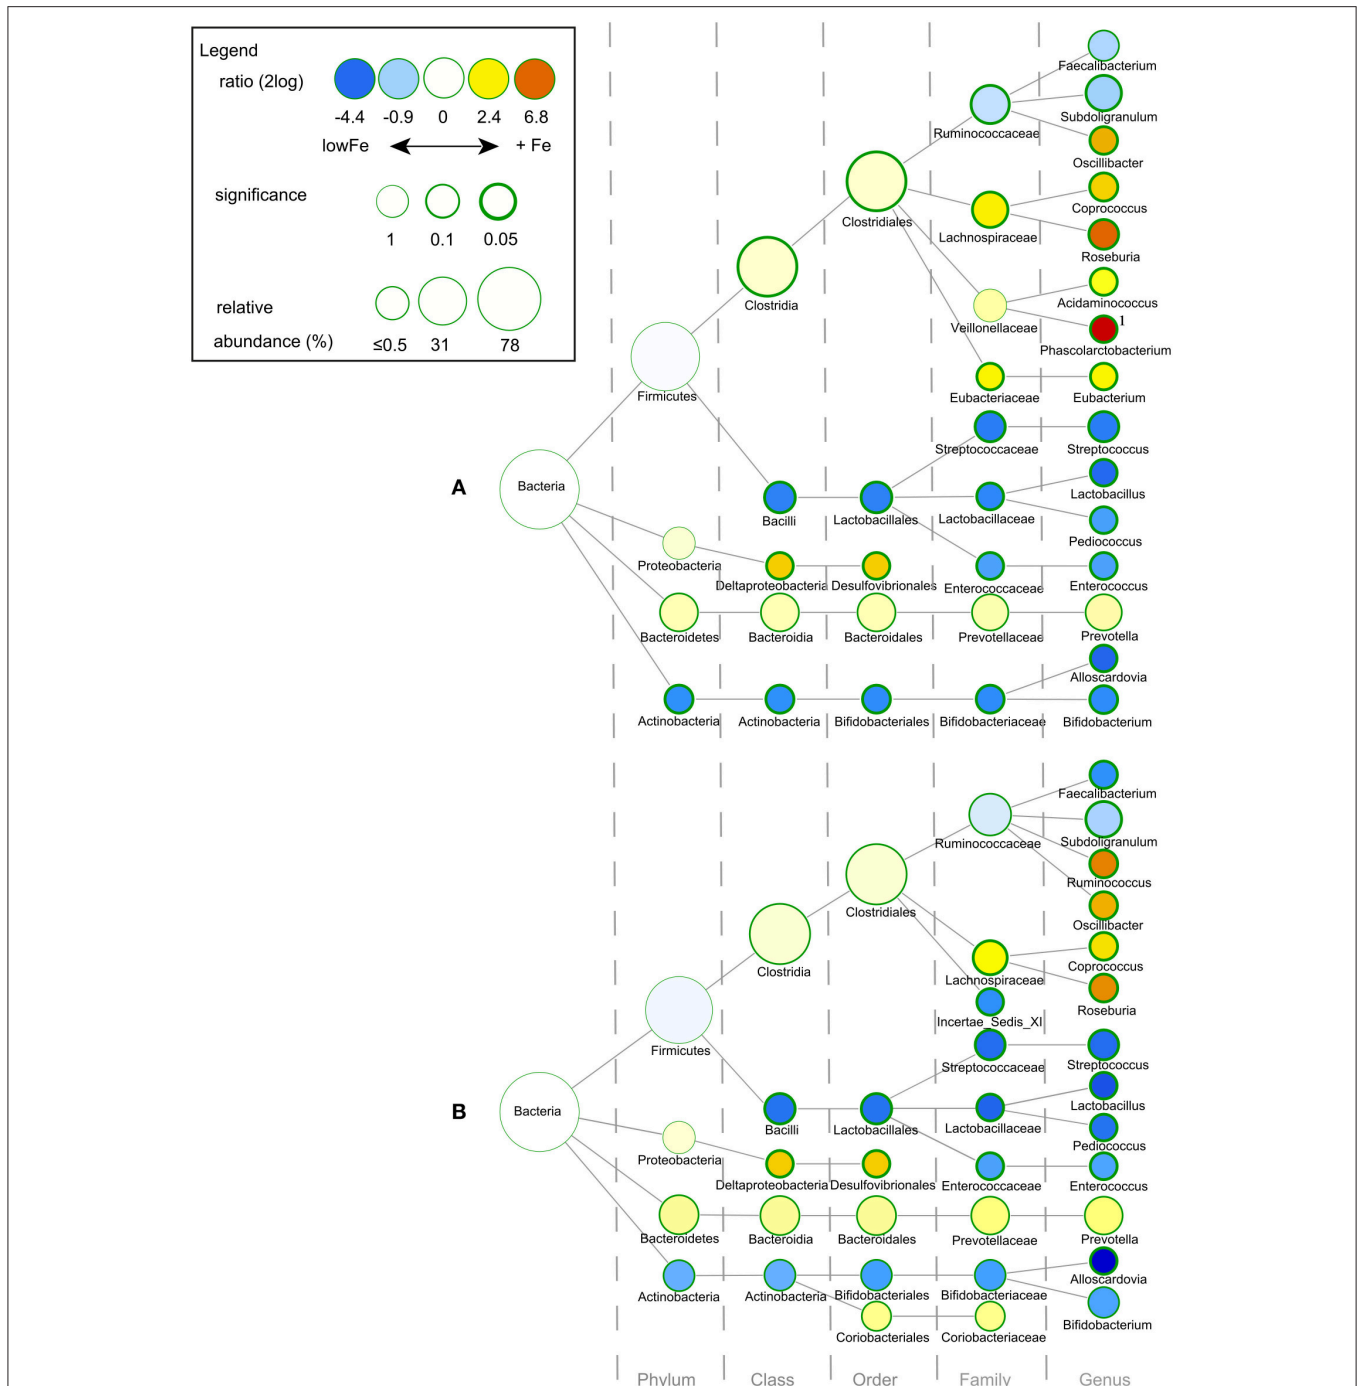 Legend
ratio (2log)
-4.4 -0.9 0 2.4 6.8
lowFe + Fe
significance
1 0.1 0.05
relative
abundance (%)
≤0.5 31 78
A
Bacteria
Firmicutes
Proteobacteria
Bacteroidetes
Actinobacteria
Clostridia
Bacilli
Deltaproteobacteria
Bacteroidia
Actinobacteria
Clostridiales
Lactobacillales
Desulfovibrionales
Bacteroidales
Bifidobacteriales
Ruminococcaceae
Lachnospiraceae
Veillonellaceae
Eubacteriaceae
Streptococcaceae
Lactobacillaceae
Enterococcaceae
Prevotellaceae
Bifidobacteriaceae
Faecalibacterium
Subdoligranulum
Oscillibacter
Coprococcus
Roseburia
Acidaminococcus
1
Phascolarctobacterium
Eubacterium
Streptococcus
Lactobacillus
Pediococcus
Enterococcus
Prevotella
Alloscardovia
Bifidobacterium
B
Bacteria
Firmicutes
Proteobacteria
Bacteroidetes
Actinobacteria
Clostridia
Bacilli
Deltaproteobacteria
Bacteroidia
Actinobacteria
Clostridiales
Lactobacillales
Desulfovibrionales
Bacteroidales
Bifidobacteriales
Coriobacteriales
Ruminococcaceae
Lachnospiraceae
Incertae_Sedis_XI
Streptococcaceae
Lactobacillaceae
Enterococcaceae
Prevotellaceae
Bifidobacteriaceae
Coriobacteriaceae
Faecalibacterium
Subdoligranulum
Ruminococcus
Oscillibacter
Coprococcus
Roseburia
Streptococcus
Lactobacillus
Pediococcus
Enterococcus
Prevotella
Alloscardovia
Bifidobacterium
Phylum Class Order Family Genus